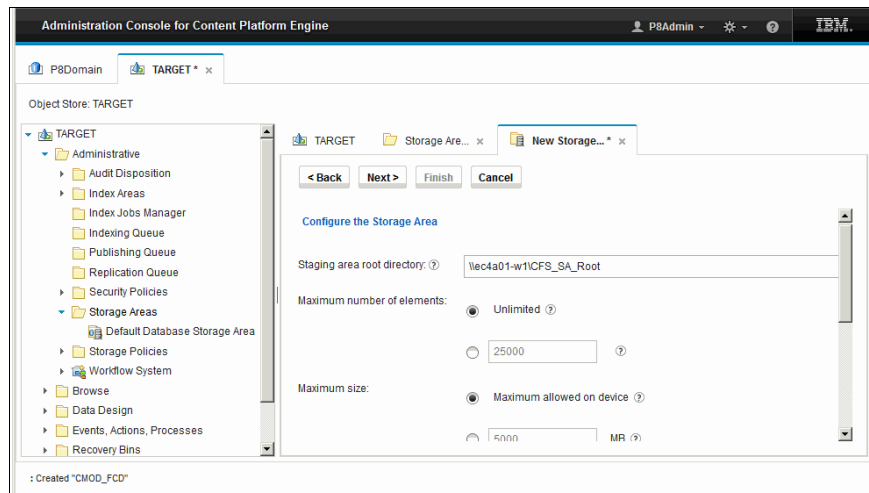 Administration Console for Content Platform Engine
P8Admin
IBM.
P8Domain
TARGET *
Object Store: TARGET
TARGET
Administrative
Audit Disposition
Index Areas
Index Jobs Manager
Indexing Queue
Publishing Queue
Replication Queue
Security Policies
Storage Areas
Default Database Storage Area
Storage Policies
Workflow System
Browse
Data Design
Events, Actions, Processes
Recovery Bins
TARGET
Storage Are...
New Storage... *
< Back
Next >
Finish
Cancel
Configure the Storage Area
Staging area root directory:
\\ec4a01-w1\CFS_SA_Root
Maximum number of elements:
Unlimited
25000
Maximum size:
Maximum allowed on device
5000 MB
: Created "CMOD_FCD"